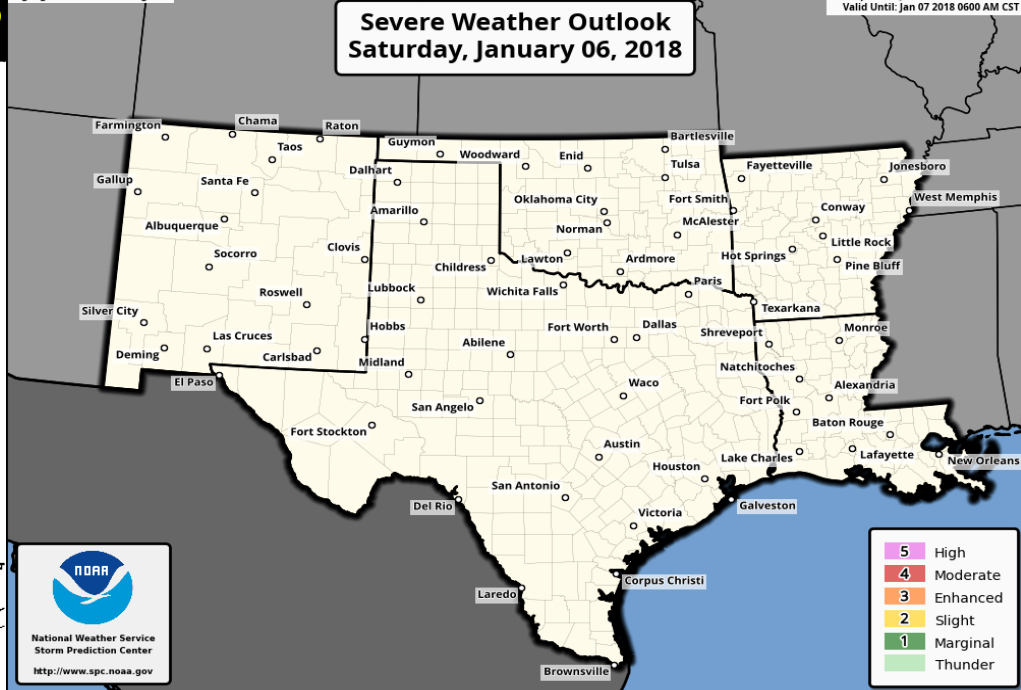 Valid Until: Jan 07 2018 0600 AM CST
Severe Weather Outlook
Saturday, January 06, 2018
Farmington
Chama
Raton
Taos
Guymon
Woodward
Enid
Bartlesville
Tulsa
Fayetteville
Jonesboro
Gallup
Santa Fe
Dalhart
Amarillo
Oklahoma City
Fort Smith
West Memphis
Conway
Albuquerque
Norman
McAlester
Little Rock
Socorro
Clovis
Childress
Lawton
Ardmore
Hot Springs
Pine Bluff
Roswell
Lubbock
Wichita Falls
Paris
Texarkana
Silver City
Hobbs
Fort Worth
Dallas
Shreveport
Monroe
Las Cruces
Abilene
Deming
Carlsbad
Midland
Natchitoches
El Paso
Waco
Alexandria
San Angelo
Fort Polk
Fort Stockton
Baton Rouge
Austin
Lake Charles
Lafayette
New Orleans
Houston
San Antonio
Del Rio
Galveston
Victoria
Corpus Christi
Laredo
Brownsville
NOAA
National Weather Service
Storm Prediction Center
http://www.spc.noaa.gov
5 High
4 Moderate
3 Enhanced
2 Slight
1 Marginal
Thunder